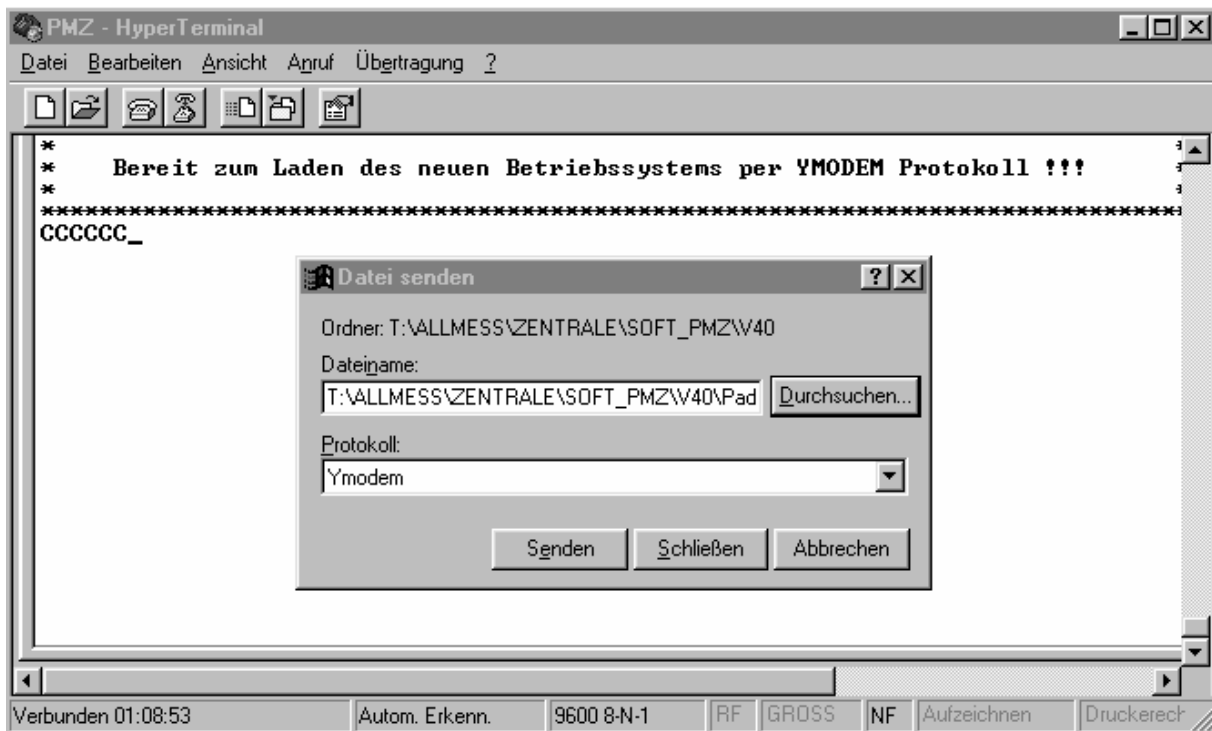 PMZ - HyperTerminal
Datei Bearbeiten Ansicht Anruf Übertragung ?
*
* Bereit zum Laden des neuen Betriebssystems per YMODEM Protokoll !!!
*
*******************************************************************************
CCCCCC_
Datei senden
Ordner: T:\ALLMESS\ZENTRALE\SOFT_PMZ\V40
Dateiname:
T:\ALLMESS\ZENTRALE\SOFT_PMZ\V40\Pad Durchsuchen...
Protokoll:
Ymodem
Senden Schließen Abbrechen
Verbunden 01:08:53 Autom. Erkenn. 9600 8-N-1 RF GROSS NF Aufzeichnen Druckerech